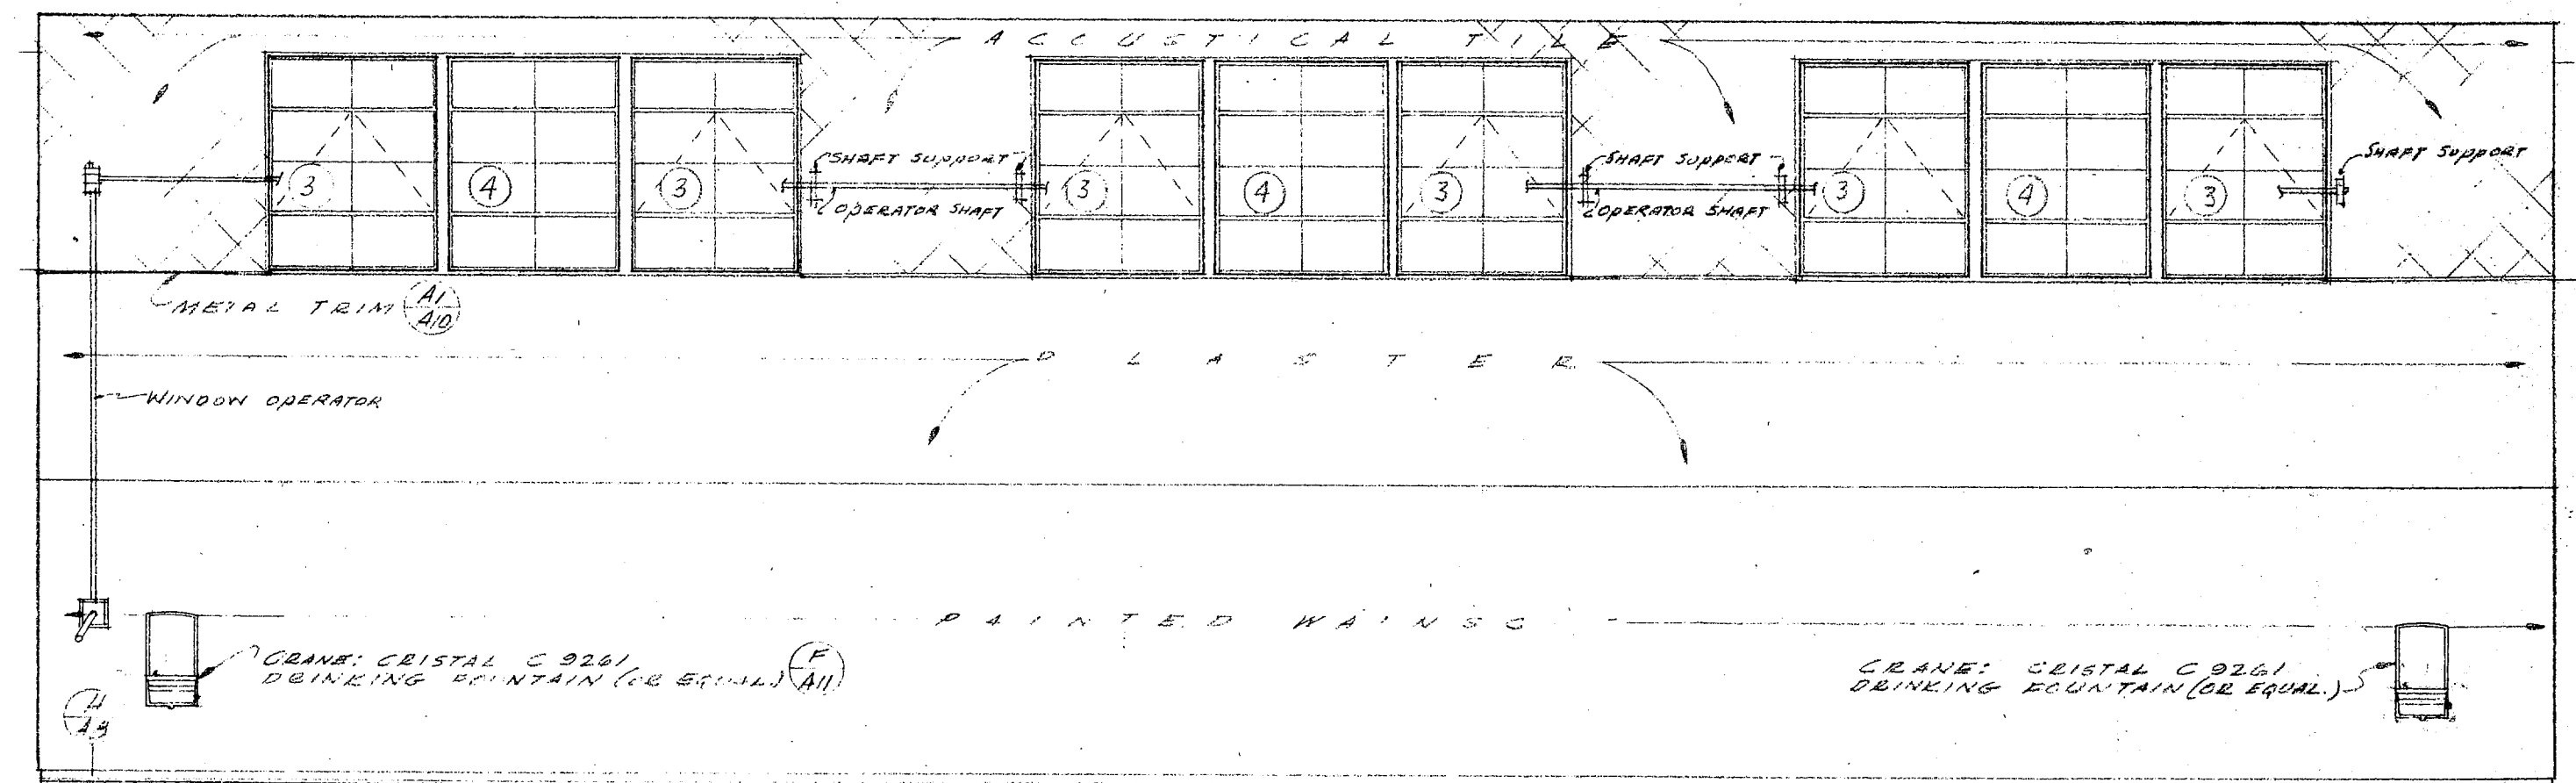 ACCUSTICAL TILE
SHAFT SUPPORT
SHAFT SUPPORT
SHAFT SUPPORT
3
4
3
3
4
3
3
4
3
OPERATOR SHAFT
OPERATOR SHAFT
METAL TRIM
A1
A10
PLASTER
WINDOW OPERATOR
PAINTED WAINSC
CRANE: CRISTAL C 9261
DRINKING FOUNTAIN (OR EQUAL)
F
A11
CRANE: CRISTAL C 9261
DRINKING FOUNTAIN (OR EQUAL.)